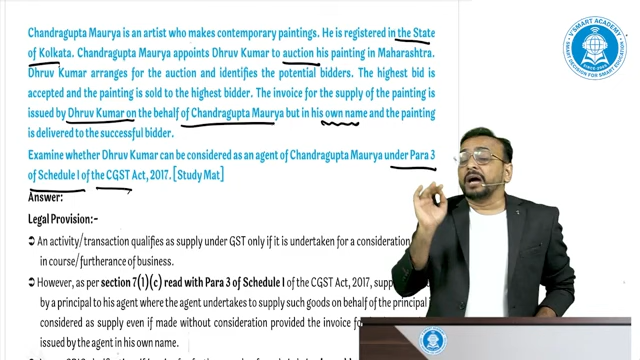 Chandragupta Maurya is an artist who makes contemporary paintings. He is registered in the State
of Kolkata. Chandragupta Maurya appoints Dhruv Kumar to auction his painting in Maharashtra.
Dhruv Kumar arranges for the auction and identifies the potential bidders. The highest bid is
accepted and the painting is sold to the highest bidder. The invoice for the supply of the painting is
issued by Dhruv Kumar on the behalf of Chandragupta Maurya but in his own name and the painting
is delivered to the successful bidder.
Examine whether Dhruv Kumar can be considered as an agent of Chandragupta Maurya under Para 3
of Schedule I of the CGST Act, 2017. [Study Mat]
Answer:
Legal Provision:-
➲ An activity/transaction qualifies as supply under GST only if it is undertaken for a consideration
in course/furtherance of business.
➲ However, as per section 7(1)(c) read with Para 3 of Schedule I of the CGST Act, 2017,
by a principal to his agent where the agent undertakes to supply such goods on behalf of the principal
considered as supply even if made without consideration provided the invoice
issued by the agent in his own name.
V SMART ACADEMY